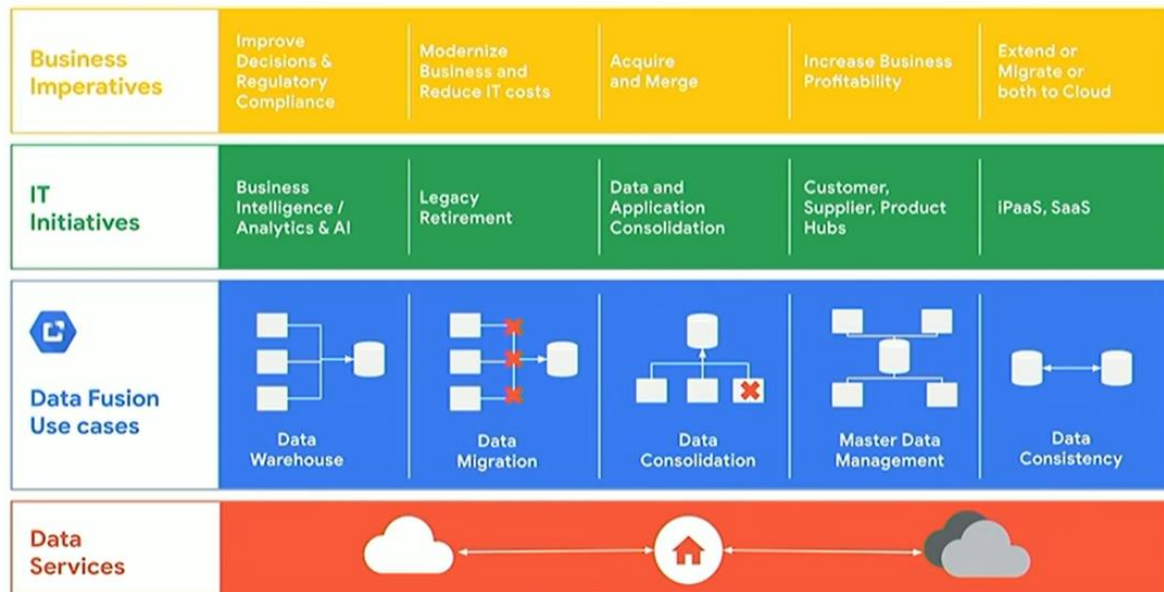 Business
Imperatives
Improve
Decisions &
Regulatory
Compliance
Modernize
Business and
Reduce IT costs
Acquire
and Merge
Increase Business
Profitability
Extend or
Migrate or
both to Cloud
IT
Initiatives
Business
Intelligence /
Analytics & AI
Legacy
Retirement
Data and
Application
Consolidation
Customer,
Supplier, Product
Hubs
iPaaS, SaaS
Data Fusion
Use cases
Data
Warehouse
Data
Migration
Data
Consolidation
Master Data
Management
Data
Consistency
Data
Services